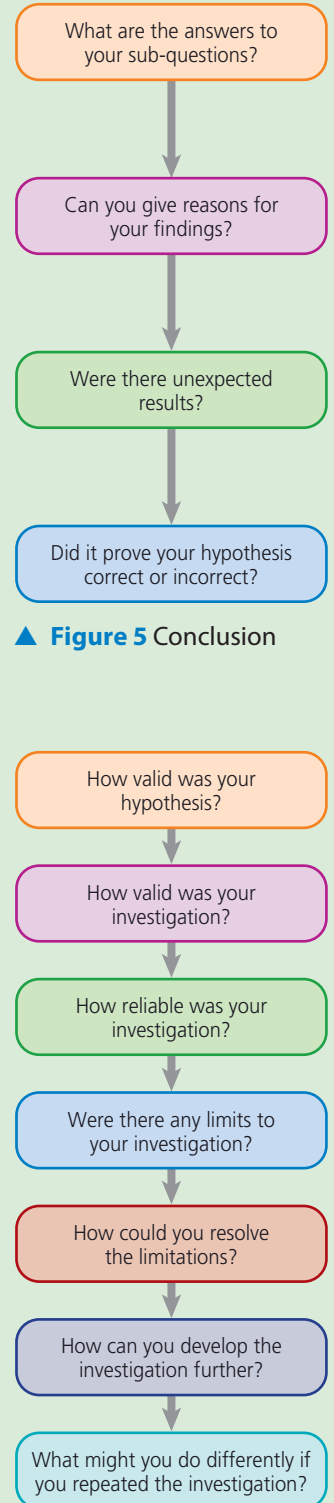 What are the answers to
your sub-questions?
Can you give reasons for
your findings?
Were there unexpected
results?
Did it prove your hypothesis
correct or incorrect?
▲ Figure 5 Conclusion
How valid was your
hypothesis?
How valid was your
investigation?
How reliable was your
investigation?
Were there any limits to
your investigation?
How could you resolve
the limitations?
How can you develop the
investigation further?
What might you do differently if
you repeated the investigation?